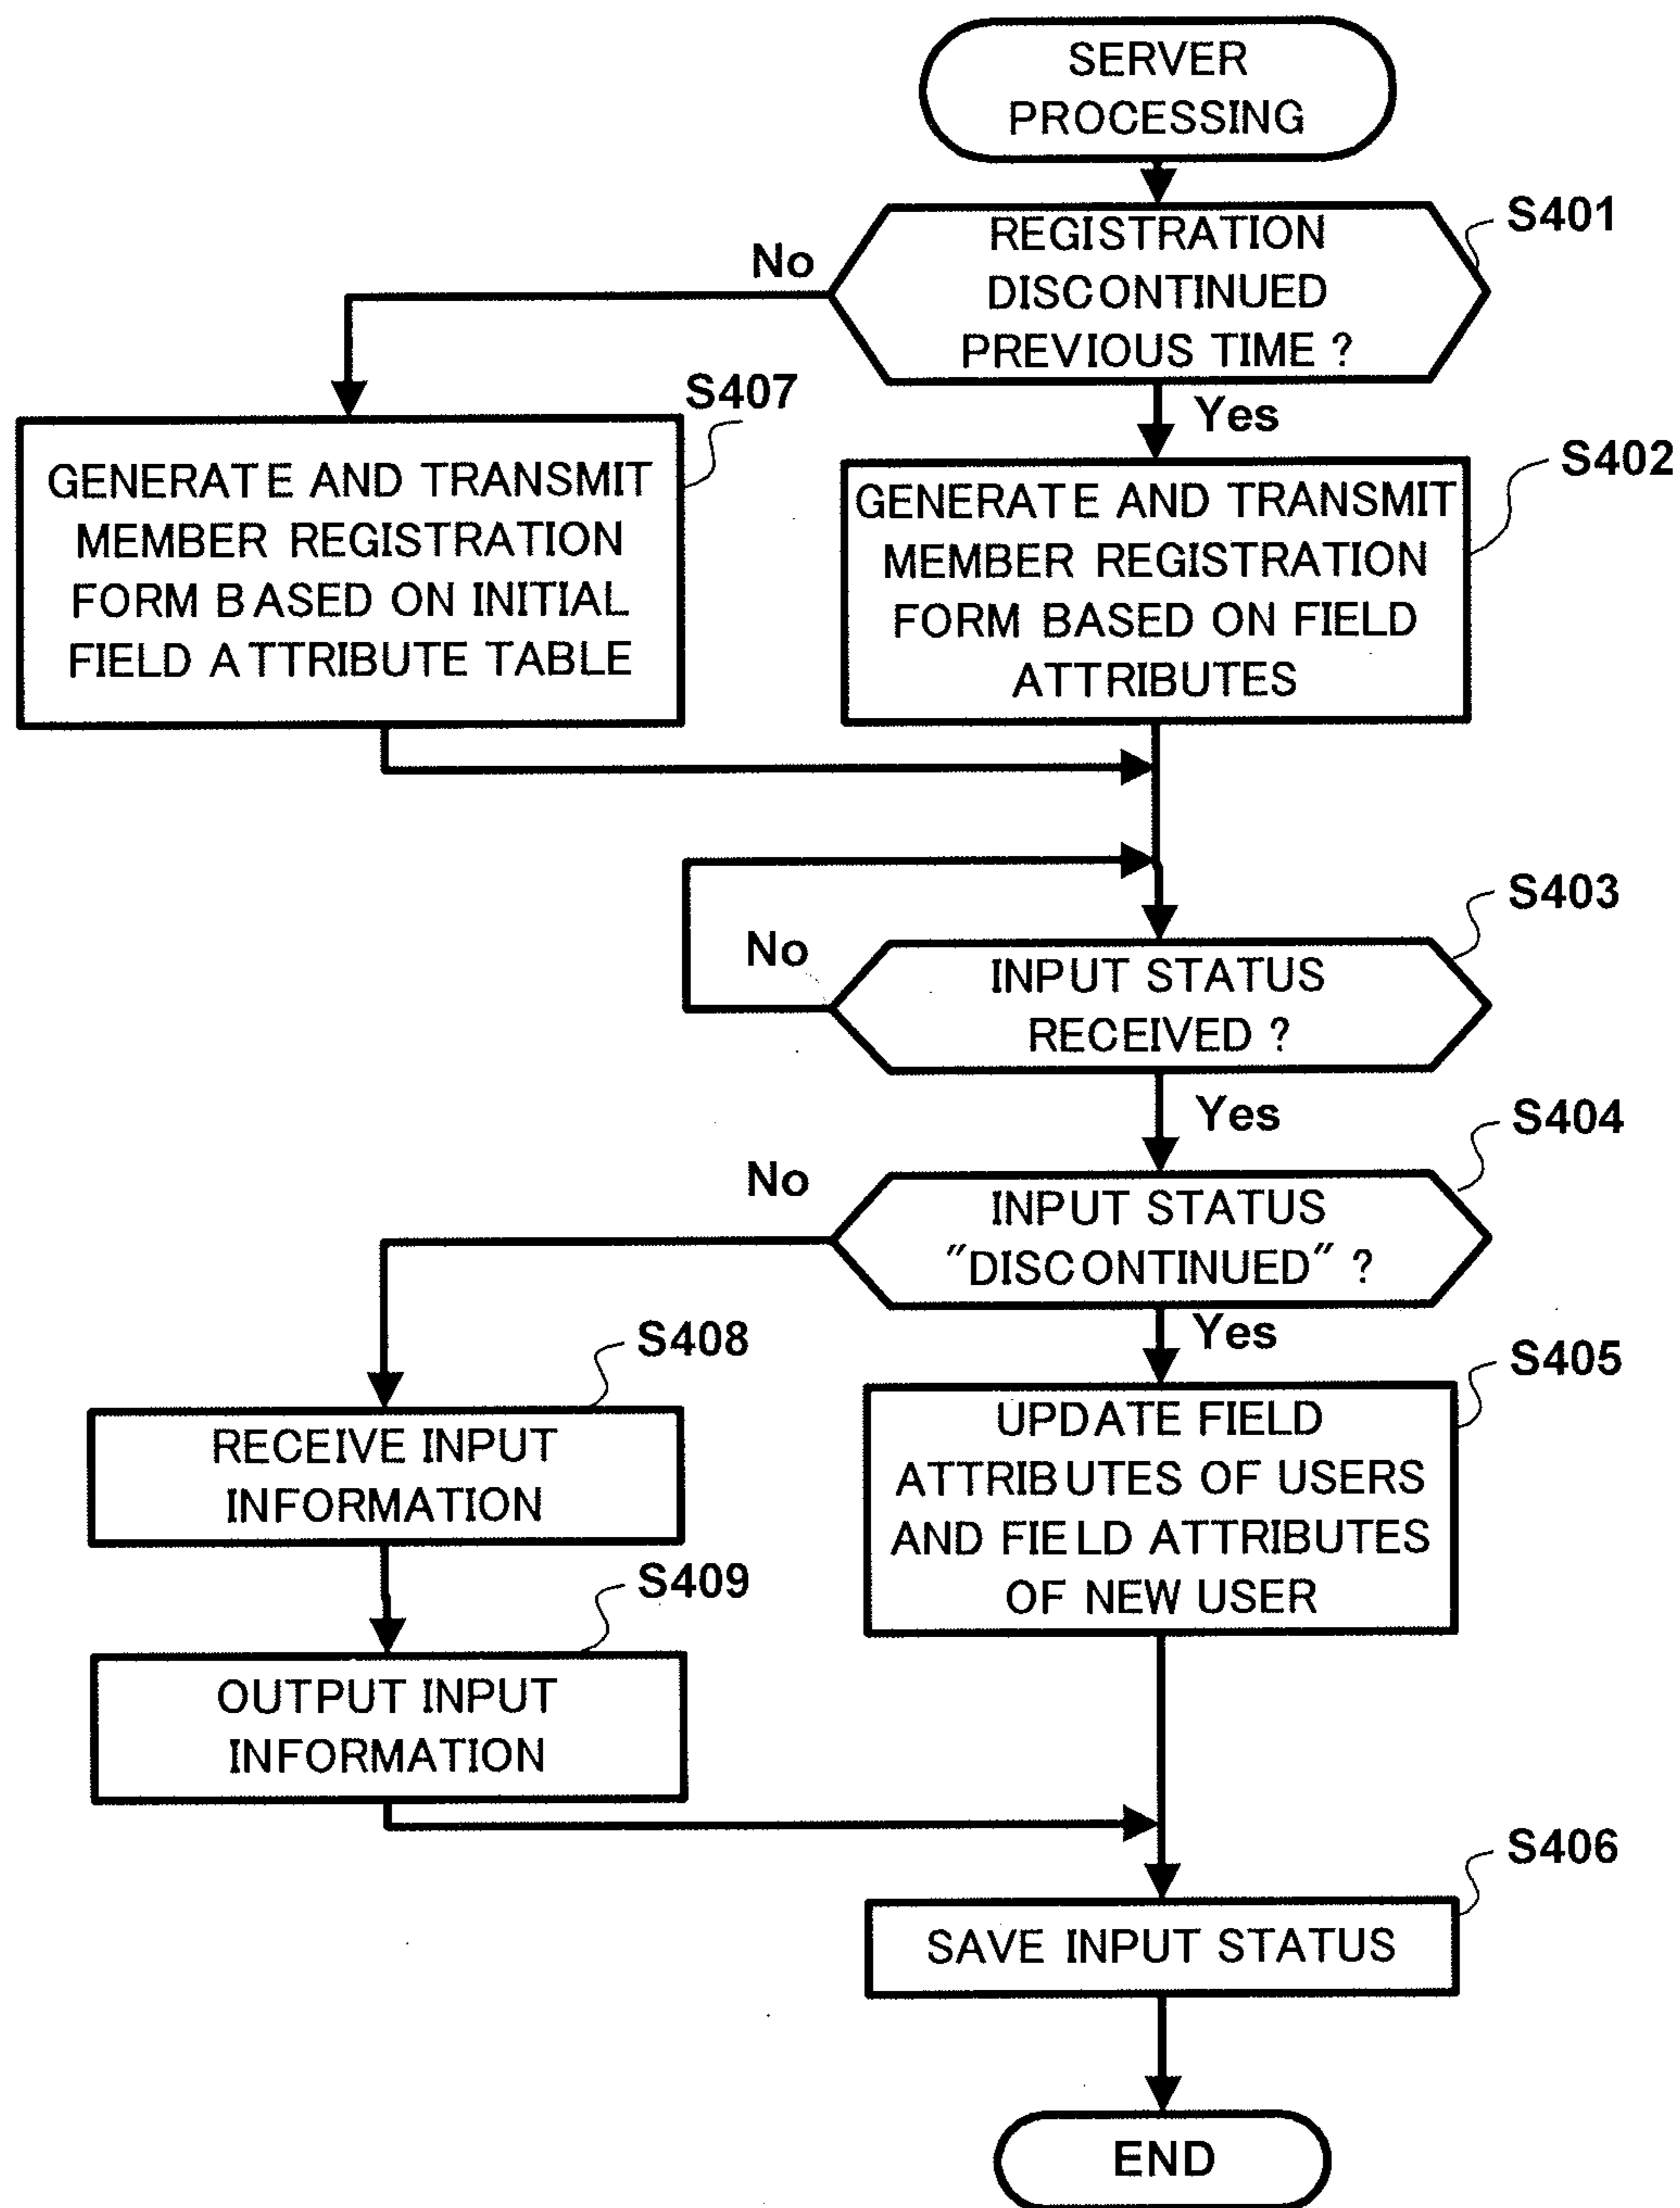 SERVER
PROCESSING
S401
REGISTRATION
DISCONTINUED
PREVIOUS TIME ?
No
Yes
S407
GENERATE AND TRANSMIT
MEMBER REGISTRATION
FORM BASED ON INITIAL
FIELD ATTRIBUTE TABLE
S402
GENERATE AND TRANSMIT
MEMBER REGISTRATION
FORM BASED ON FIELD
ATTRIBUTES
S403
No
INPUT STATUS
RECEIVED ?
Yes
S404
No
INPUT STATUS
"DISCONTINUED" ?
Yes
S408
RECEIVE INPUT
INFORMATION
S405
UPDATE FIELD
ATTRIBUTES OF USERS
AND FIELD ATTRIBUTES
OF NEW USER
S409
OUTPUT INPUT
INFORMATION
S406
SAVE INPUT STATUS
END